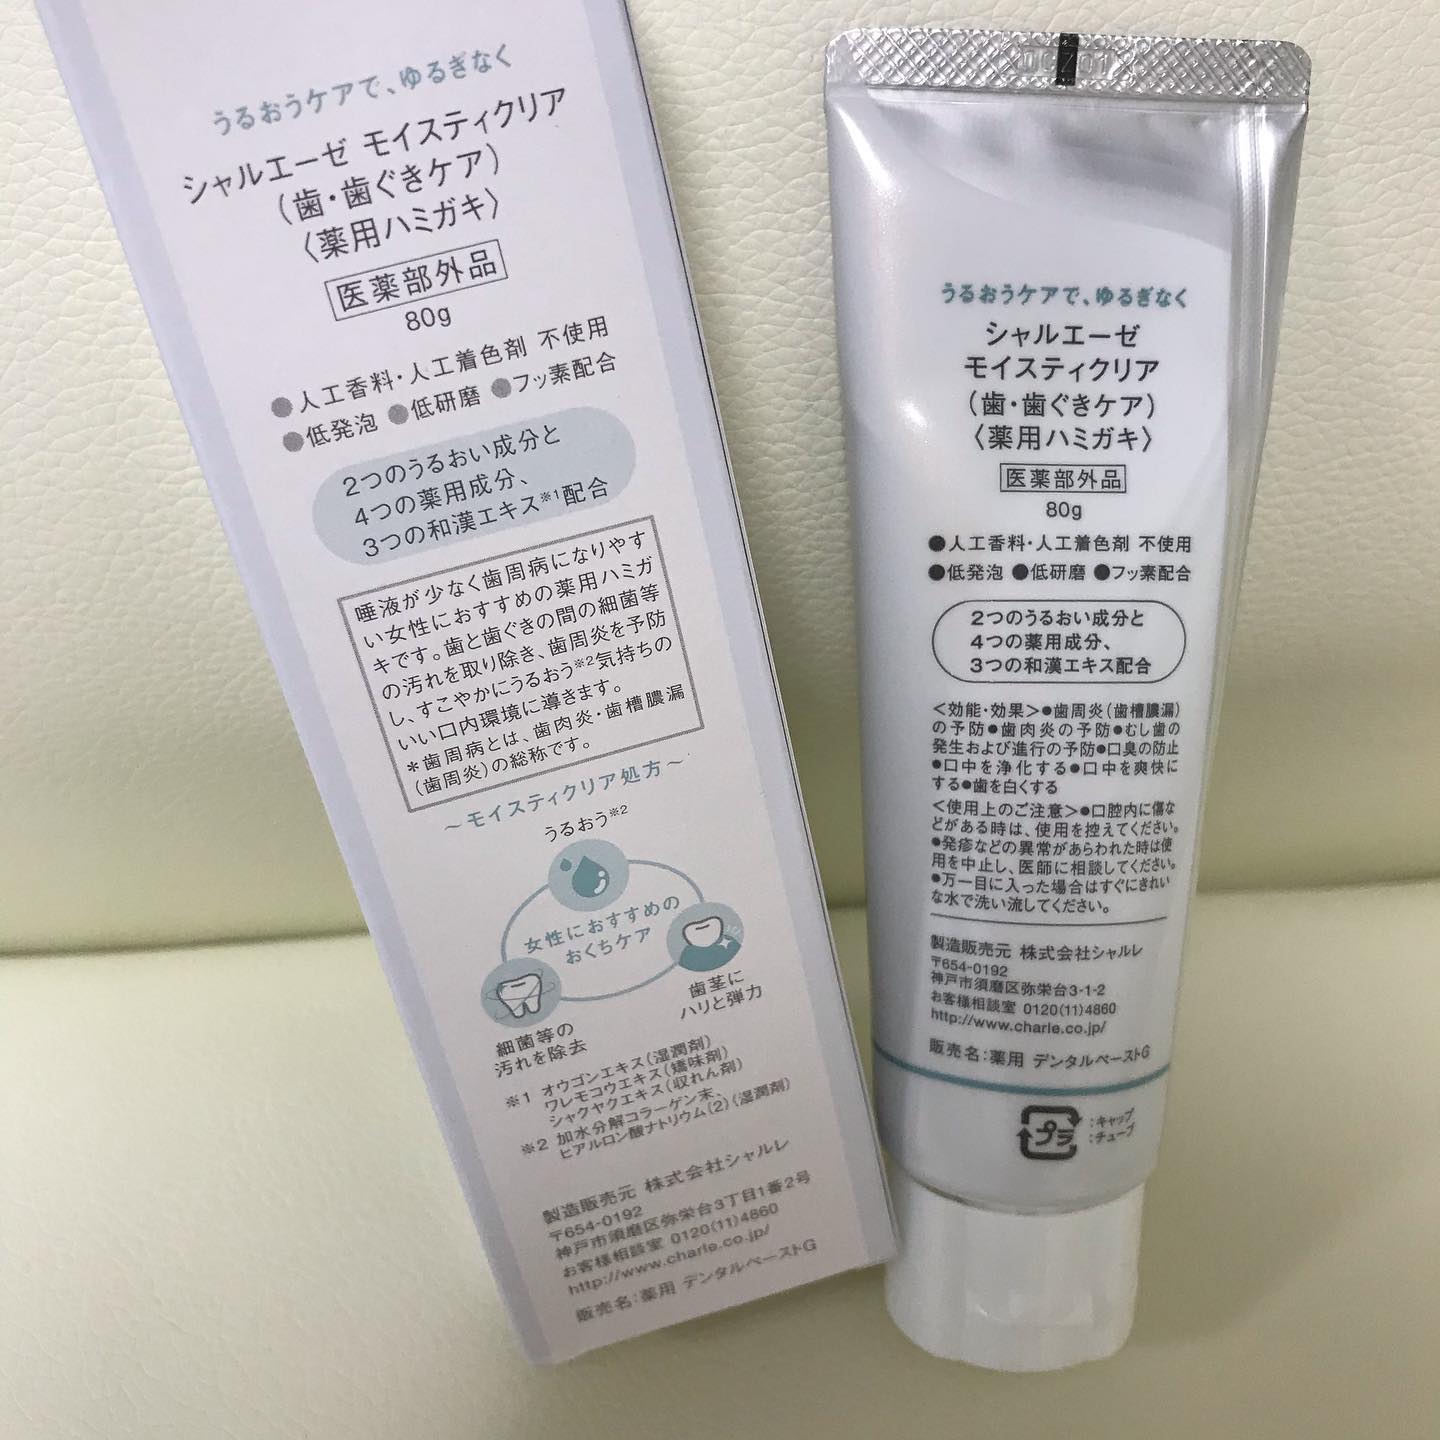 うるおうケアで、ゆるぎなく
シャルエーゼ モイスティクリア
（歯・歯ぐきケア）
〈薬用ハミガキ〉
医薬部外品
80g
●人工香料・人工着色剤 不使用
●低発泡 ●低研磨 ●フッ素配合
2つのうるおい成分と
4つの薬用成分、
3つの和漢エキス※1配合
唾液が少なく歯周病になりやす
い女性におすすめの薬用ハミガ
キです。歯と歯ぐきの間の細菌等
の汚れを取り除き、歯周炎を予防
し、すこやかにうるおう※2気持ちの
いい口内環境に導きます。
＊歯周病とは、歯肉炎・歯槽膿漏
（歯周炎）の総称です。
～モイスティクリア処方～
うるおう※2
女性におすすめの
おくちケア
歯茎に
ハリと弾力
細菌等の
汚れを除去
※1 オウゴンエキス（湿潤剤）
ワレモコウエキス（矯味剤）
シャクヤクエキス（収れん剤）
※2 加水分解コラーゲン末、
ヒアルロン酸ナトリウム（2）（湿潤剤）
製造販売元 株式会社シャルレ
〒654-0192
神戸市須磨区弥栄台3丁目1番2号
お客様相談室 0120(11)4860
http://www.charle.co.jp/
販売名：薬用 デンタルペーストG
うるおうケアで、ゆるぎなく
シャルエーゼ
モイスティクリア
（歯・歯ぐきケア）
〈薬用ハミガキ〉
医薬部外品
80g
●人工香料・人工着色剤 不使用
●低発泡 ●低研磨 ●フッ素配合
2つのうるおい成分と
4つの薬用成分、
3つの和漢エキス配合
＜効能・効果＞●歯周炎（歯槽膿漏）
の予防●歯肉炎の予防●むし歯の
発生および進行の予防●口臭の防止
●口中を浄化する●口中を爽快に
する●歯を白くする
＜使用上のご注意＞●口腔内に傷な
どがある時は、使用を控えてください。
●発疹などの異常があらわれた時は使
用を中止し、医師に相談してください。
●万一目に入った場合はすぐにきれい
な水で洗い流してください。
製造販売元 株式会社シャルレ
〒654-0192
神戸市須磨区弥栄台3-1-2
お客様相談室 0120(11)4860
http://www.charle.co.jp/
販売名：薬用 デンタルペーストG
プラ
：キャップ
：チューブ